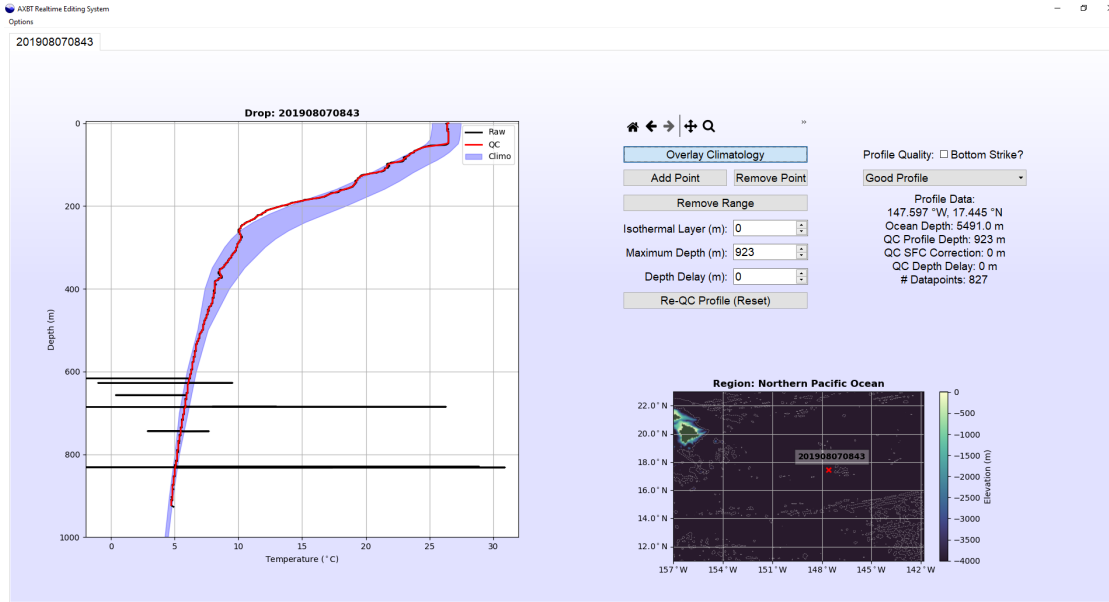 AXBT Realtime Editing System
Options
201908070843
Drop: 201908070843
Raw
QC
Climo
0
200
400
600
800
1000
Depth (m)
0 5 10 15 20 25 30
Temperature (°C)
»
Overlay Climatology
Add Point Remove Point
Remove Range
Isothermal Layer (m): 0
Maximum Depth (m): 923
Depth Delay (m): 0
Re-QC Profile (Reset)
Profile Quality: Bottom Strike?
Good Profile
Profile Data:
147.597 °W, 17.445 °N
Ocean Depth: 5491.0 m
QC Profile Depth: 923 m
QC SFC Correction: 0 m
QC Depth Delay: 0 m
# Datapoints: 827
Region: Northern Pacific Ocean
22.0°N
20.0°N
18.0°N
16.0°N
14.0°N
12.0°N
201908070843
157°W 154°W 151°W 148°W 145°W 142°W
0
−500
−1000
−1500
−2000
−2500
−3000
−3500
−4000
Elevation (m)